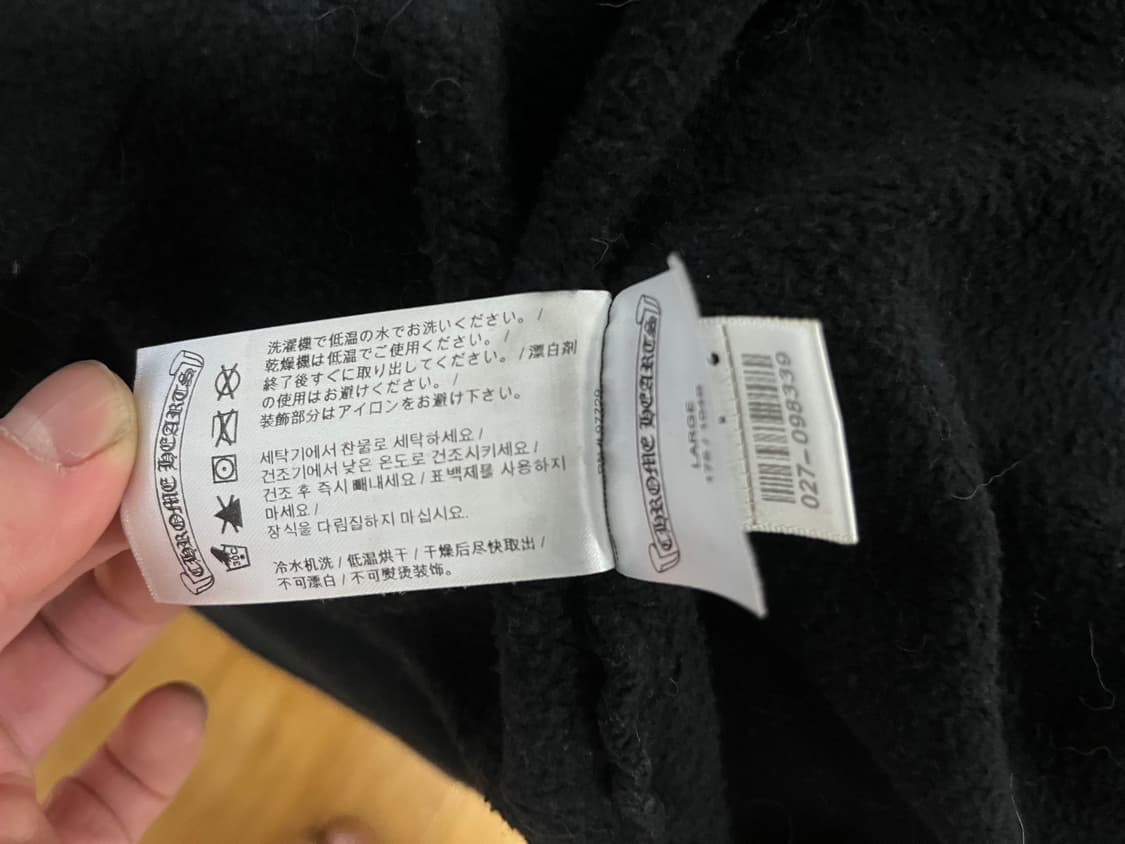 CHROME HEARTS
洗濯機で低温の水でお洗いください。 /
乾燥機は低温でご使用ください。 /
終了後すぐに取り出してください。 / 漂白剤
の使用はお避けください。 /
装飾部分はアイロンをお避け下さい。
세탁기에서 찬물로 세탁하세요 /
건조기에서 낮은 온도로 건조시키세요 /
건조 후 즉시 빼내세요 / 표백제를 사용하지
마세요 /
장식을 다림질하지 마십시요.
冷水机洗 / 低温烘干 / 干燥后尽快取出 /
不可漂白 / 不可熨烫装饰。
30C
CHROME HEARTS
LARGE
027-098339